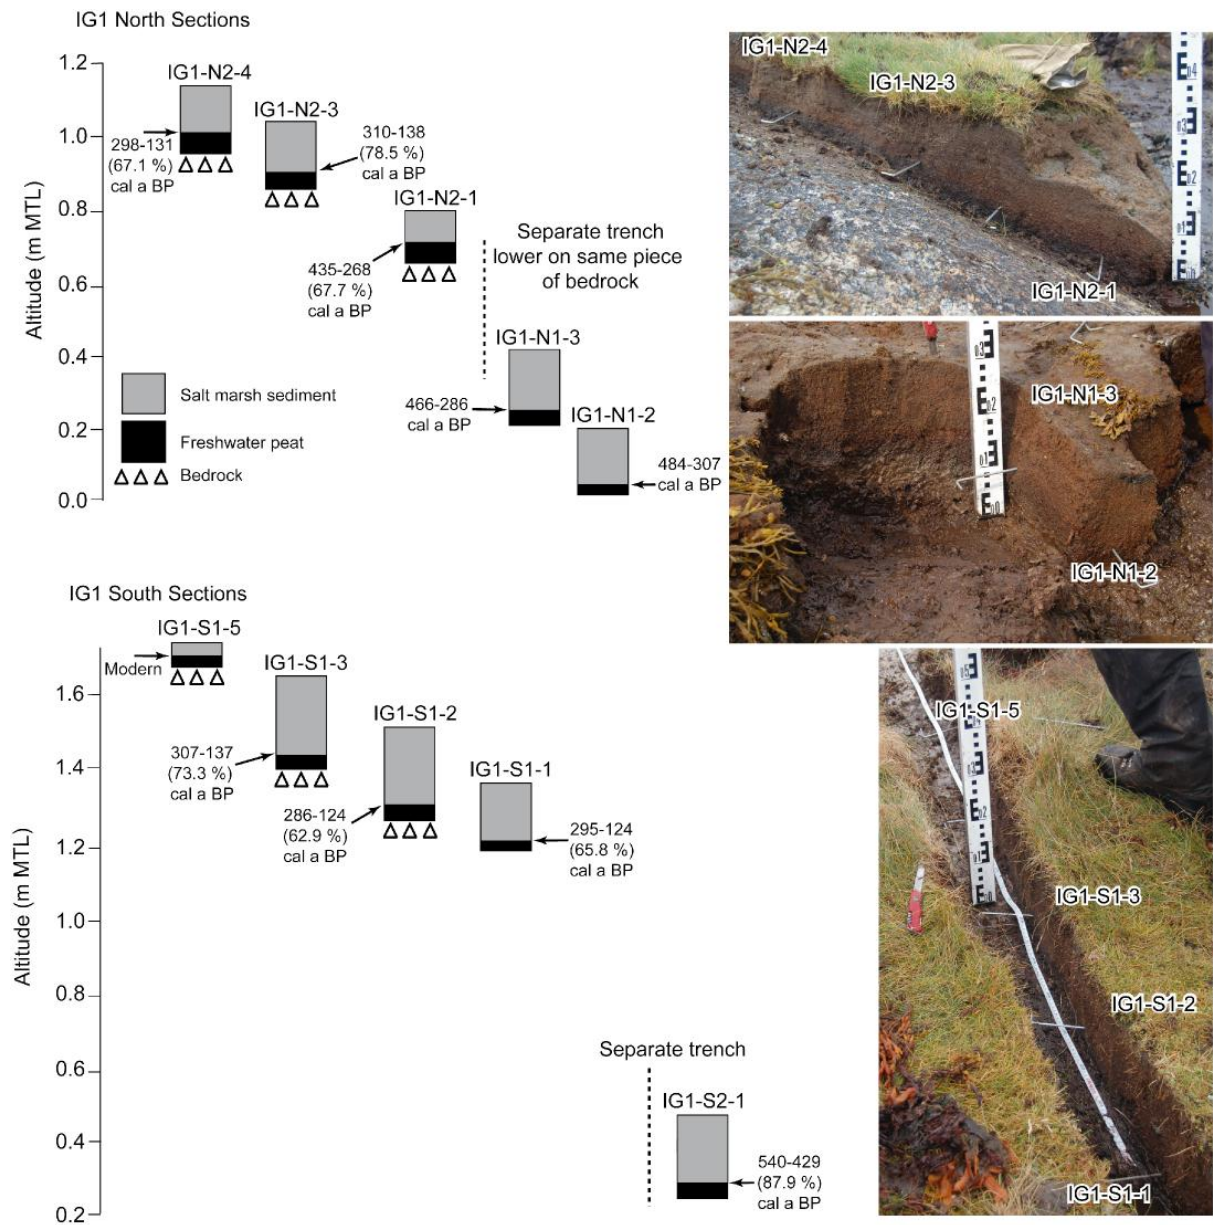 IG1 North Sections
1.2
1.0
0.8
0.6
0.4
0.2
0.0
Altitude (m MTL)
IG1-N2-4
298-131
(67.1 %)
cal a BP
IG1-N2-3
310-138
(78.5 %)
cal a BP
IG1-N2-1
435-268
(67.7 %)
cal a BP
Separate trench
lower on same piece
of bedrock
IG1-N1-3
466-286
cal a BP
IG1-N1-2
484-307
cal a BP
Salt marsh sediment
Freshwater peat
Bedrock
IG1-N2-4
IG1-N2-3
IG1-N2-1
IG1-N1-3
IG1-N1-2
IG1 South Sections
1.6
1.4
1.2
1.0
0.8
0.6
0.4
0.2
Altitude (m MTL)
IG1-S1-5
Modern
IG1-S1-3
307-137
(73.3 %)
cal a BP
IG1-S1-2
286-124
(62.9 %)
cal a BP
IG1-S1-1
295-124
(65.8 %)
cal a BP
Separate trench
IG1-S2-1
540-429
(87.9 %)
cal a BP
IG1-S1-5
IG1-S1-3
IG1-S1-2
IG1-S1-1